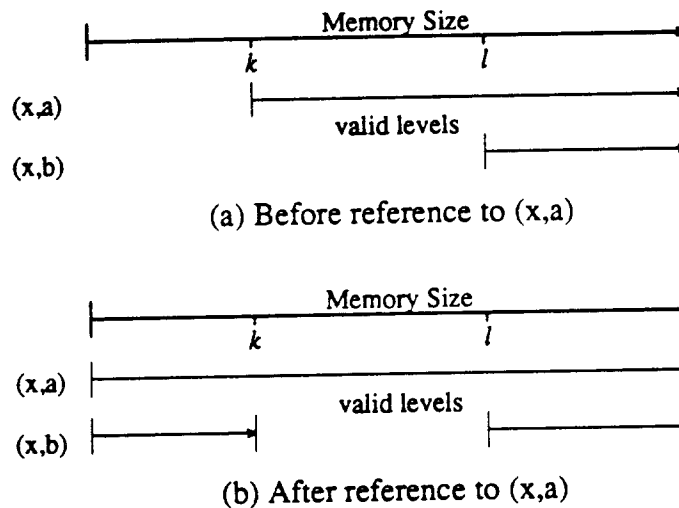 Memory Size
k l
(x,a)
valid levels
(x,b)
(a) Before reference to (x,a)
Memory Size
k l
(x,a)
valid levels
(x,b)
(b) After reference to (x,a)